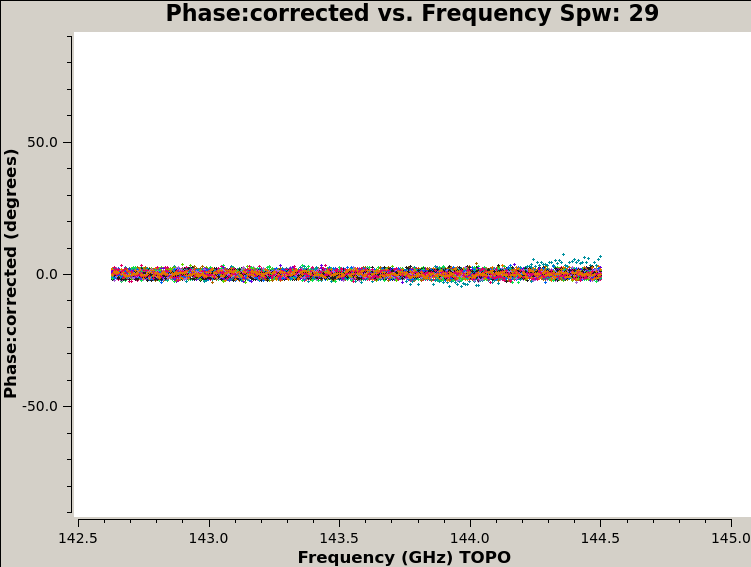 Phase:corrected vs. Frequency Spw: 29
Phase:corrected (degrees)
50.0
0.0
-50.0
142.5 143.0 143.5 144.0 144.5 145.0
Frequency (GHz) TOPO